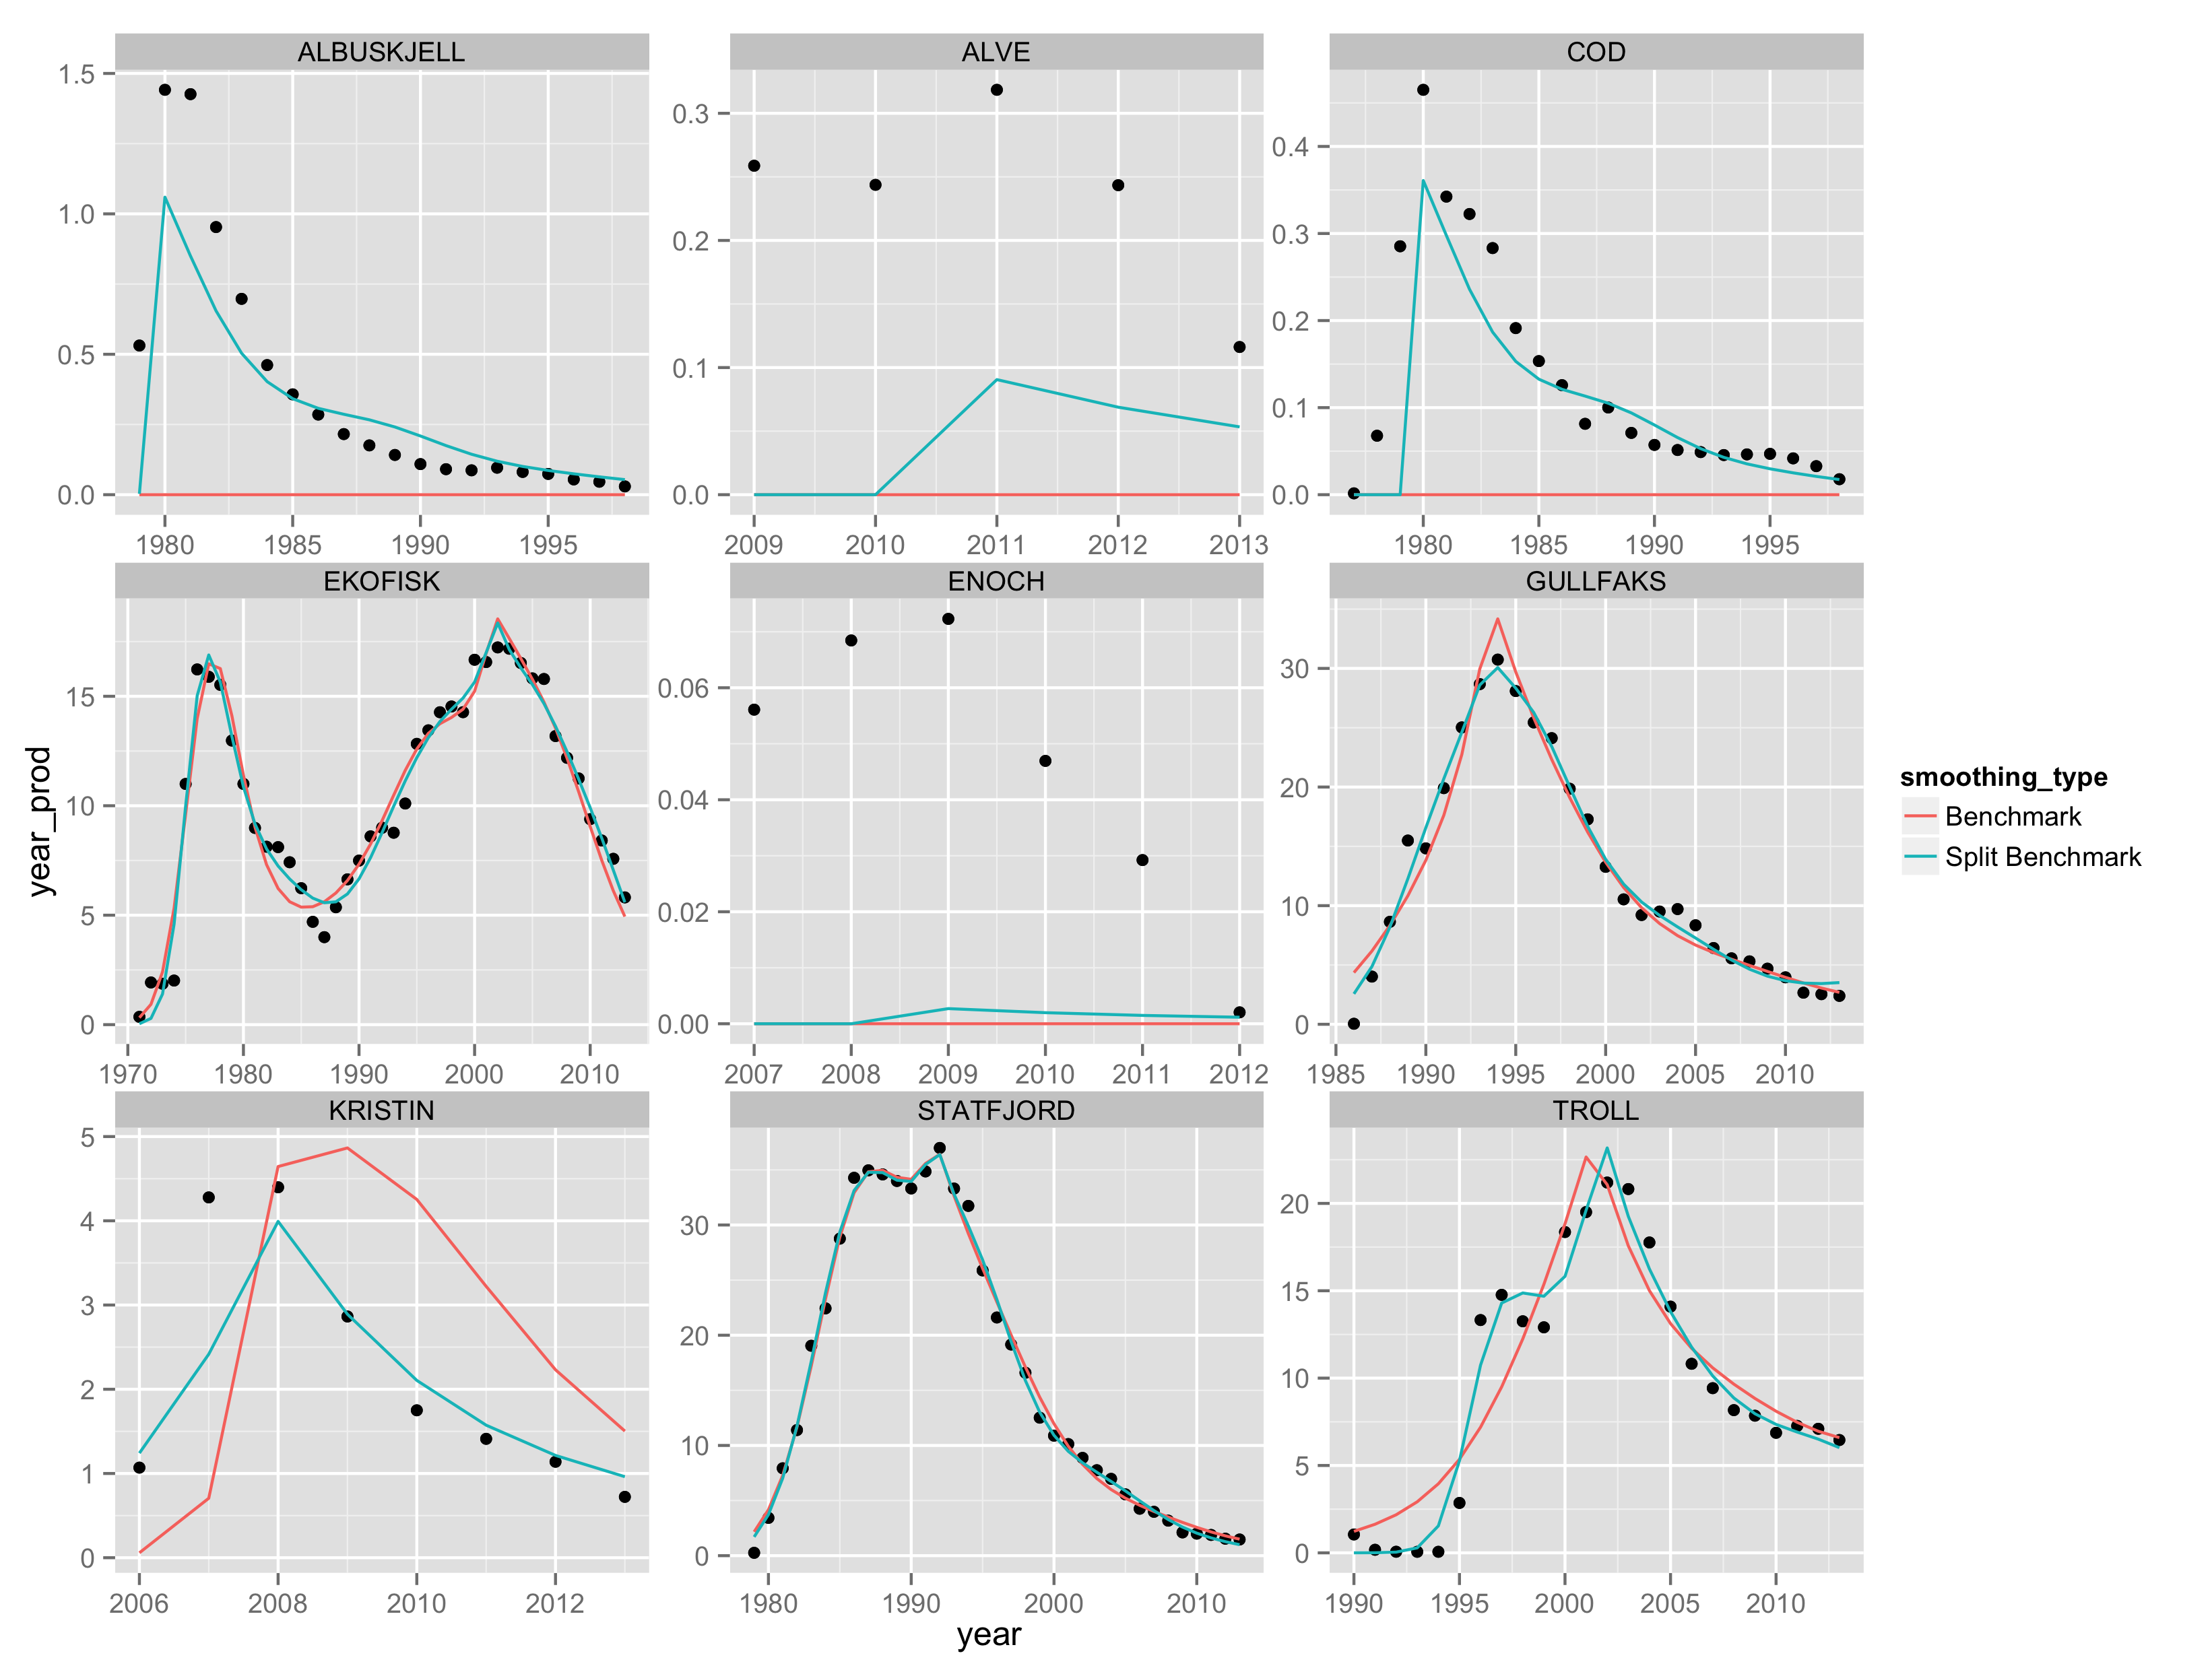 ALBUSKJELL
ALVE
COD
1.5
1.0
0.5
0.0
0.3
0.2
0.1
0.0
0.4
0.3
0.2
0.1
0.0
1980 1985 1990 1995
2009 2010 2011 2012 2013
1980 1985 1990 1995
EKOFISK
ENOCH
GULLFAKS
year_prod
15
10
5
0
0.06
0.04
0.02
0.00
30
20
10
0
1970 1980 1990 2000 2010
2007 2008 2009 2010 2011 2012
1985 1990 1995 2000 2005 2010
smoothing_type
Benchmark
Split Benchmark
KRISTIN
STATFJORD
TROLL
5
4
3
2
1
0
30
20
10
0
20
15
10
5
0
2006 2008 2010 2012
1980 1990 2000 2010
1990 1995 2000 2005 2010
year